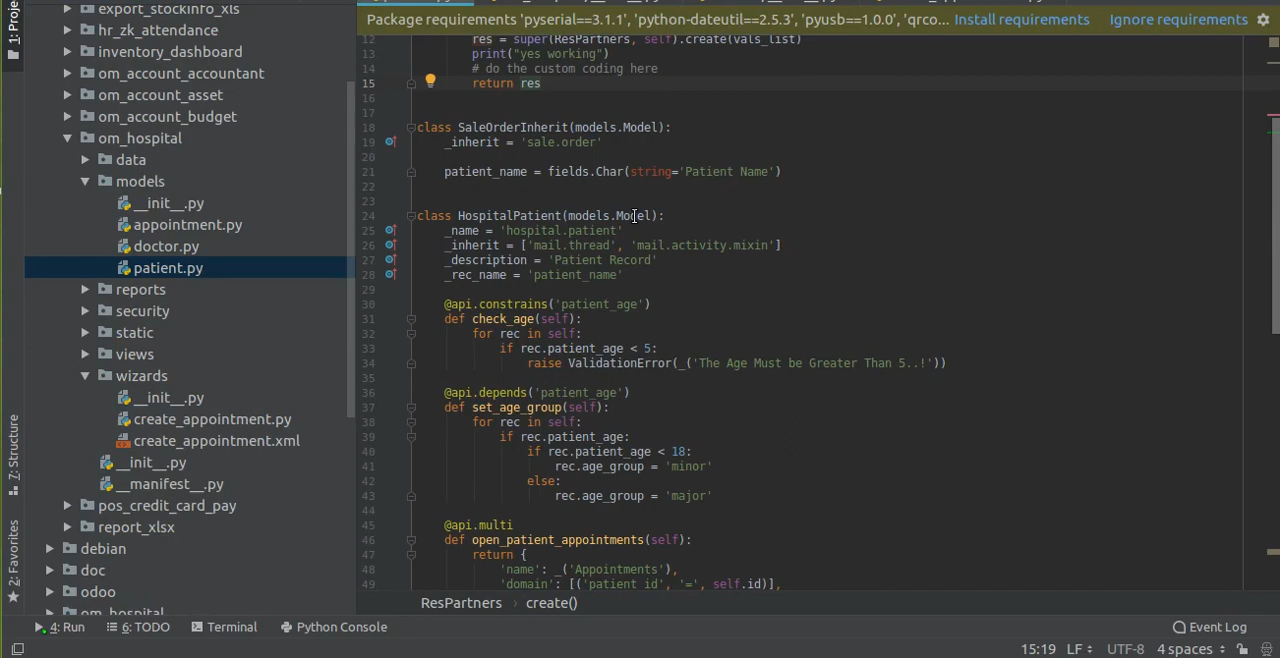 1: Proje
export_stockinfo_xls
hr_zk_attendance
inventory_dashboard
om_account_accountant
om_account_asset
om_account_budget
om_hospital
data
models
__init__.py
appointment.py
doctor.py
patient.py
reports
security
static
views
wizards
__init__.py
create_appointment.py
create_appointment.xml
__init__.py
__manifest__.py
pos_credit_card_pay
report_xlsx
debian
doc
odoo
om_hospital
7: Structure
2: Favorites
Package requirements 'pyserial==3.1.1', 'python-dateutil==2.5.3', 'pyusb==1.0.0', 'qrco... Install requirements Ignore requirements
12 res = super(ResPartners, self).create(vals_list)
13 print("yes working")
14 # do the custom coding here
15 return res
16
17
18 class SaleOrderInherit(models.Model):
19 _inherit = 'sale.order'
20
21 patient_name = fields.Char(string='Patient Name')
22
23
24 class HospitalPatient(models.Model):
25 _name = 'hospital.patient'
26 _inherit = ['mail.thread', 'mail.activity.mixin']
27 _description = 'Patient Record'
28 _rec_name = 'patient_name'
29
30 @api.constrains('patient_age')
31 def check_age(self):
32 for rec in self:
33 if rec.patient_age < 5:
34 raise ValidationError(_('The Age Must be Greater Than 5..!'))
35
36 @api.depends('patient_age')
37 def set_age_group(self):
38 for rec in self:
39 if rec.patient_age:
40 if rec.patient_age < 18:
41 rec.age_group = 'minor'
42 else:
43 rec.age_group = 'major'
44
45 @api.multi
46 def open_patient_appointments(self):
47 return {
48 'name': _('Appointments'),
49 'domain': [('patient_id', '=', self.id)],
ResPartners › create()
4: Run 6: TODO Terminal Python Console Event Log
15:19 LF UTF-8 4 spaces